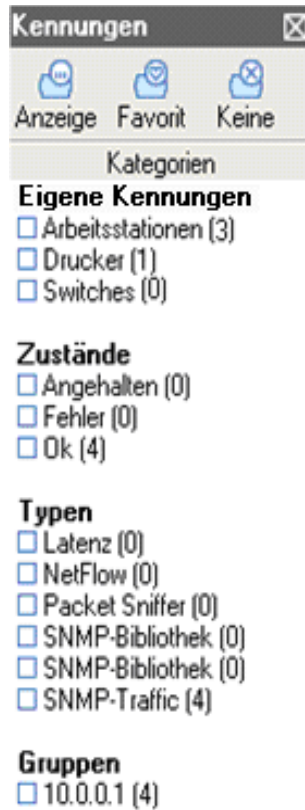 Kennungen
Anzeige Favorit Keine
Kategorien
Eigene Kennungen
Arbeitsstationen (3)
Drucker (1)
Switches (0)
Zustände
Angehalten (0)
Fehler (0)
Ok (4)
Typen
Latenz (0)
NetFlow (0)
Packet Sniffer (0)
SNMP-Bibliothek (0)
SNMP-Bibliothek (0)
SNMP-Traffic (4)
Gruppen
10.0.0.1 (4)